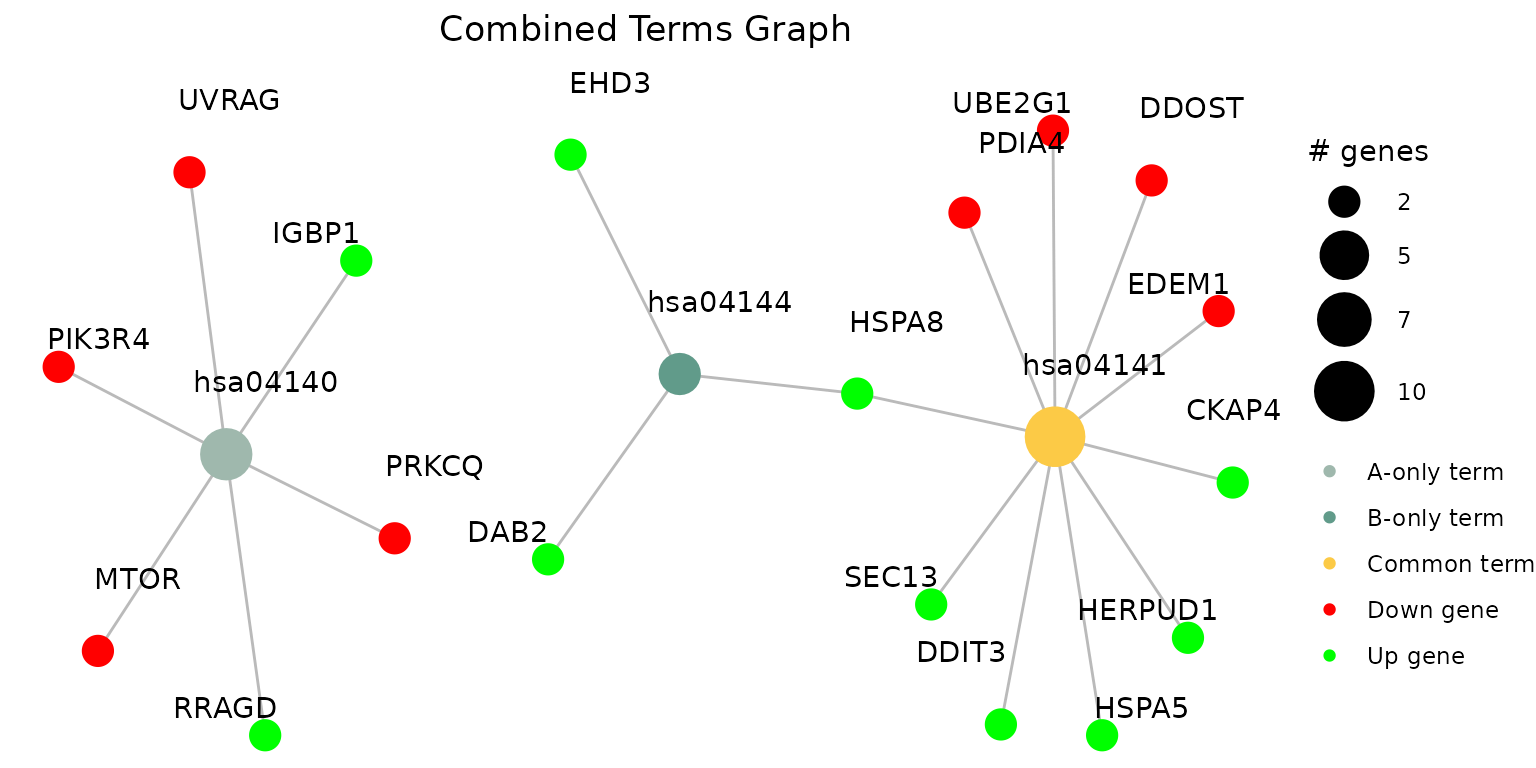 Combined Terms Graph
EHD3
UVRAG
UBE2G1
DDOST
PDIA4
IGBP1
EDEM1
hsa04144
HSPA8
PIK3R4
hsa04141
hsa04140
CKAP4
PRKCQ
DAB2
MTOR
SEC13
HERPUD1
DDIT3
RRAGD
HSPA5
# genes
2
5
7
10
A-only term
B-only term
Common term
Down gene
Up gene